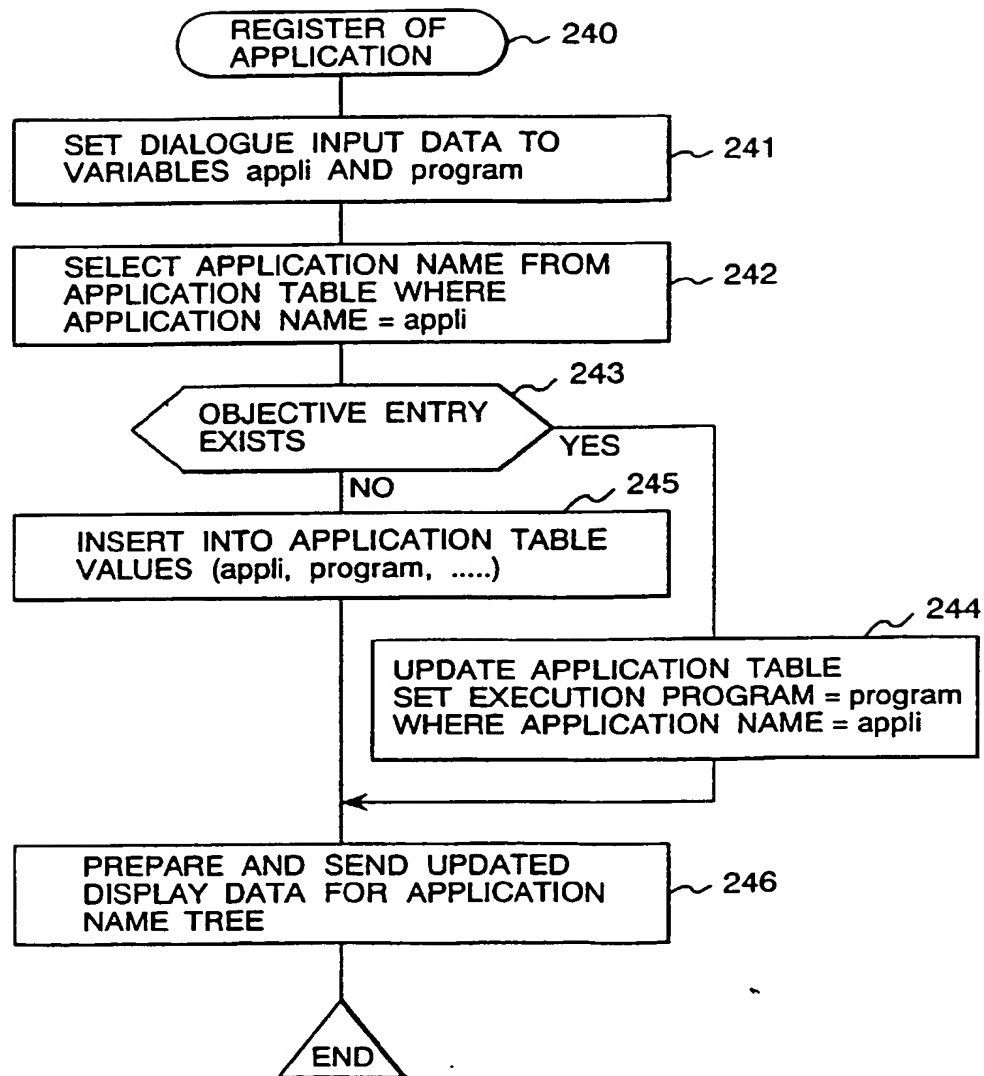 REGISTER OF
APPLICATION
240
SET DIALOGUE INPUT DATA TO
VARIABLES appli AND program
241
SELECT APPLICATION NAME FROM
APPLICATION TABLE WHERE
APPLICATION NAME = appli
242
243
OBJECTIVE ENTRY
EXISTS
YES
NO
245
INSERT INTO APPLICATION TABLE
VALUES (appli, program, .....)
244
UPDATE APPLICATION TABLE
SET EXECUTION PROGRAM = program
WHERE APPLICATION NAME = appli
PREPARE AND SEND UPDATED
DISPLAY DATA FOR APPLICATION
NAME TREE
246
END